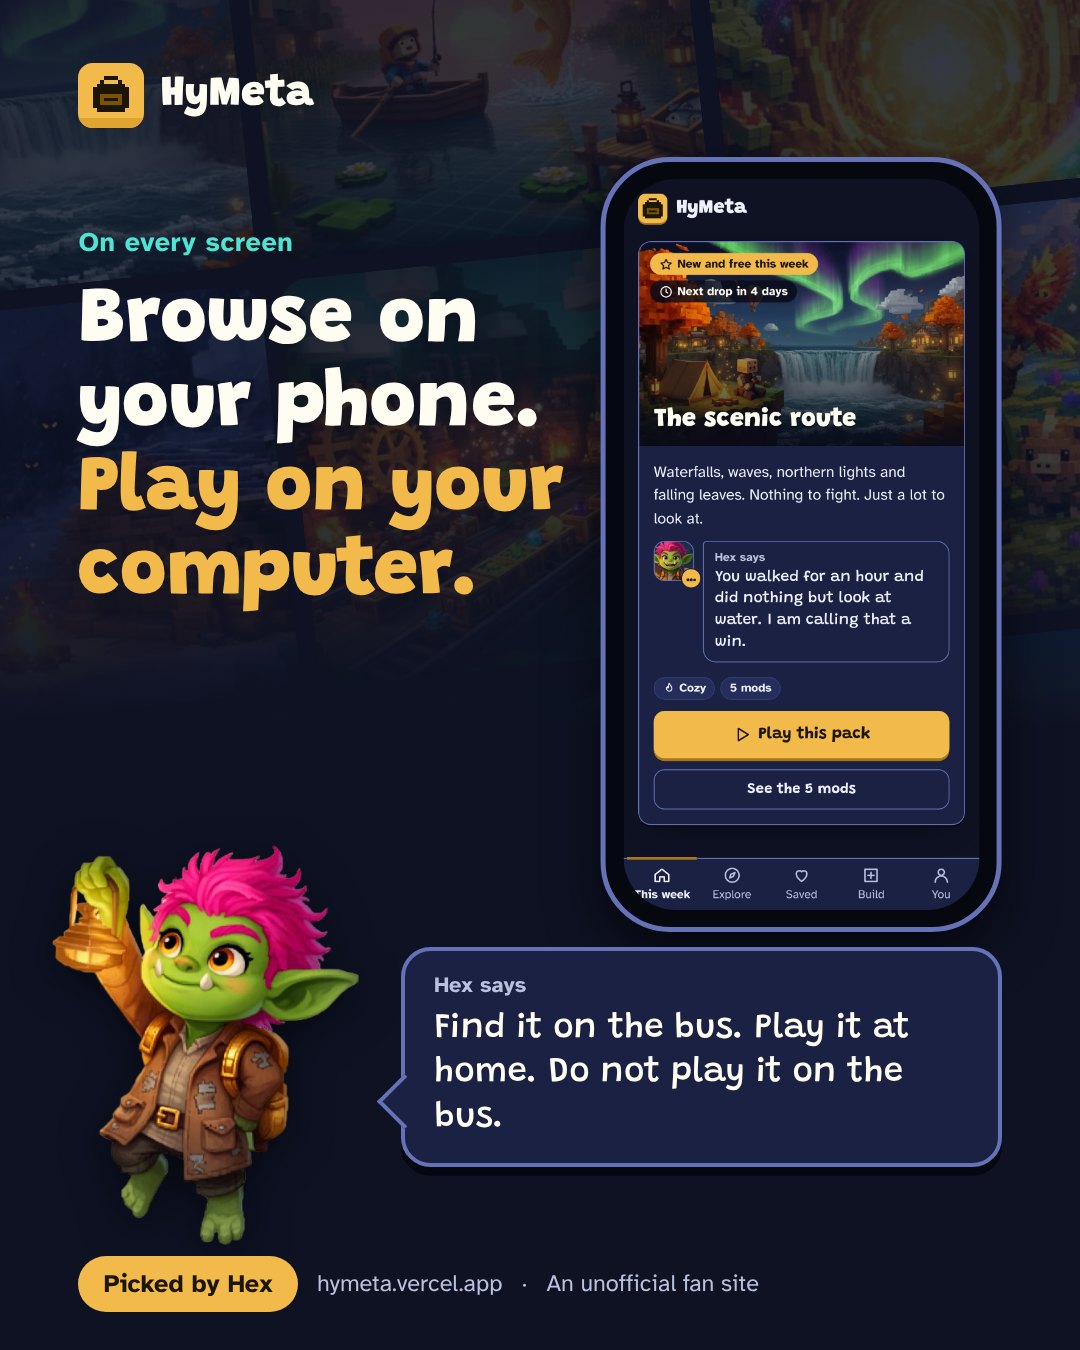 HyMeta
On every screen
Browse on
your phone.
Play on your
computer.
HyMeta
New and free this week
Next drop in 4 days
The scenic route
Waterfalls, waves, northern lights and
falling leaves. Nothing to fight. Just a lot to
look at.
Hex says
You walked for an hour and
did nothing but look at
water. I am calling that a
win.
Cozy
5 mods
Play this pack
See the 5 mods
This week
Explore
Saved
Build
You
Hex says
Find it on the bus. Play it at
home. Do not play it on the
bus.
Picked by Hex
hymeta.vercel.app · An unofficial fan site